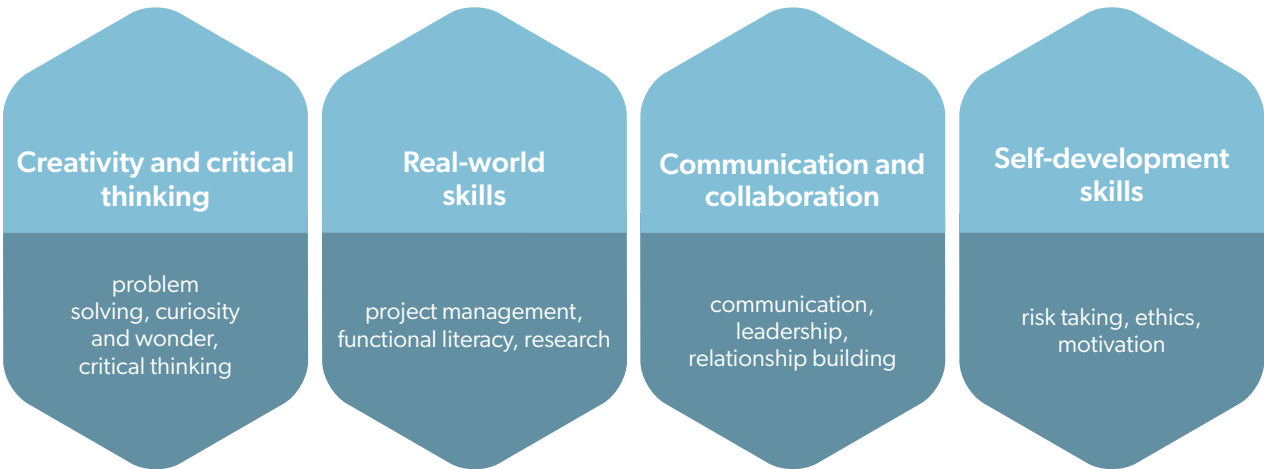 Creativity and critical
thinking
problem
solving, curiosity
and wonder,
critical thinking
Real-world
skills
project management,
functional literacy, research
Communication and
collaboration
communication,
leadership,
relationship building
Self-development
skills
risk taking, ethics,
motivation